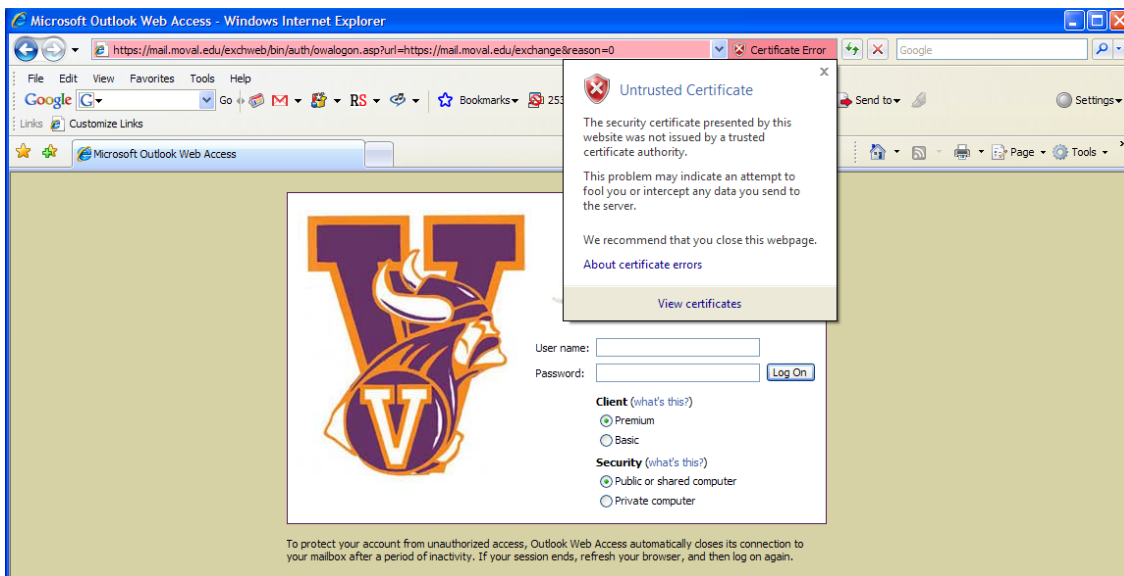 Microsoft Outlook Web Access - Windows Internet Explorer
https://mail.moval.edu/exchweb/bin/auth/owalogon.asp?url=https://mail.moval.edu/exchange&reason=0 Certificate Error Google
File Edit View Favorites Tools Help
Google G Go RS Bookmarks 253 Send to Settings
Links Customize Links
Microsoft Outlook Web Access Page Tools
Untrusted Certificate
The security certificate presented by this
website was not issued by a trusted
certificate authority.
This problem may indicate an attempt to
fool you or intercept any data you send to
the server.
We recommend that you close this webpage.
About certificate errors
View certificates
V
V
User name:
Password: Log On
Client (what's this?)
Premium
Basic
Security (what's this?)
Public or shared computer
Private computer
To protect your account from unauthorized access, Outlook Web Access automatically closes its connection to
your mailbox after a period of inactivity. If your session ends, refresh your browser, and then log on again.